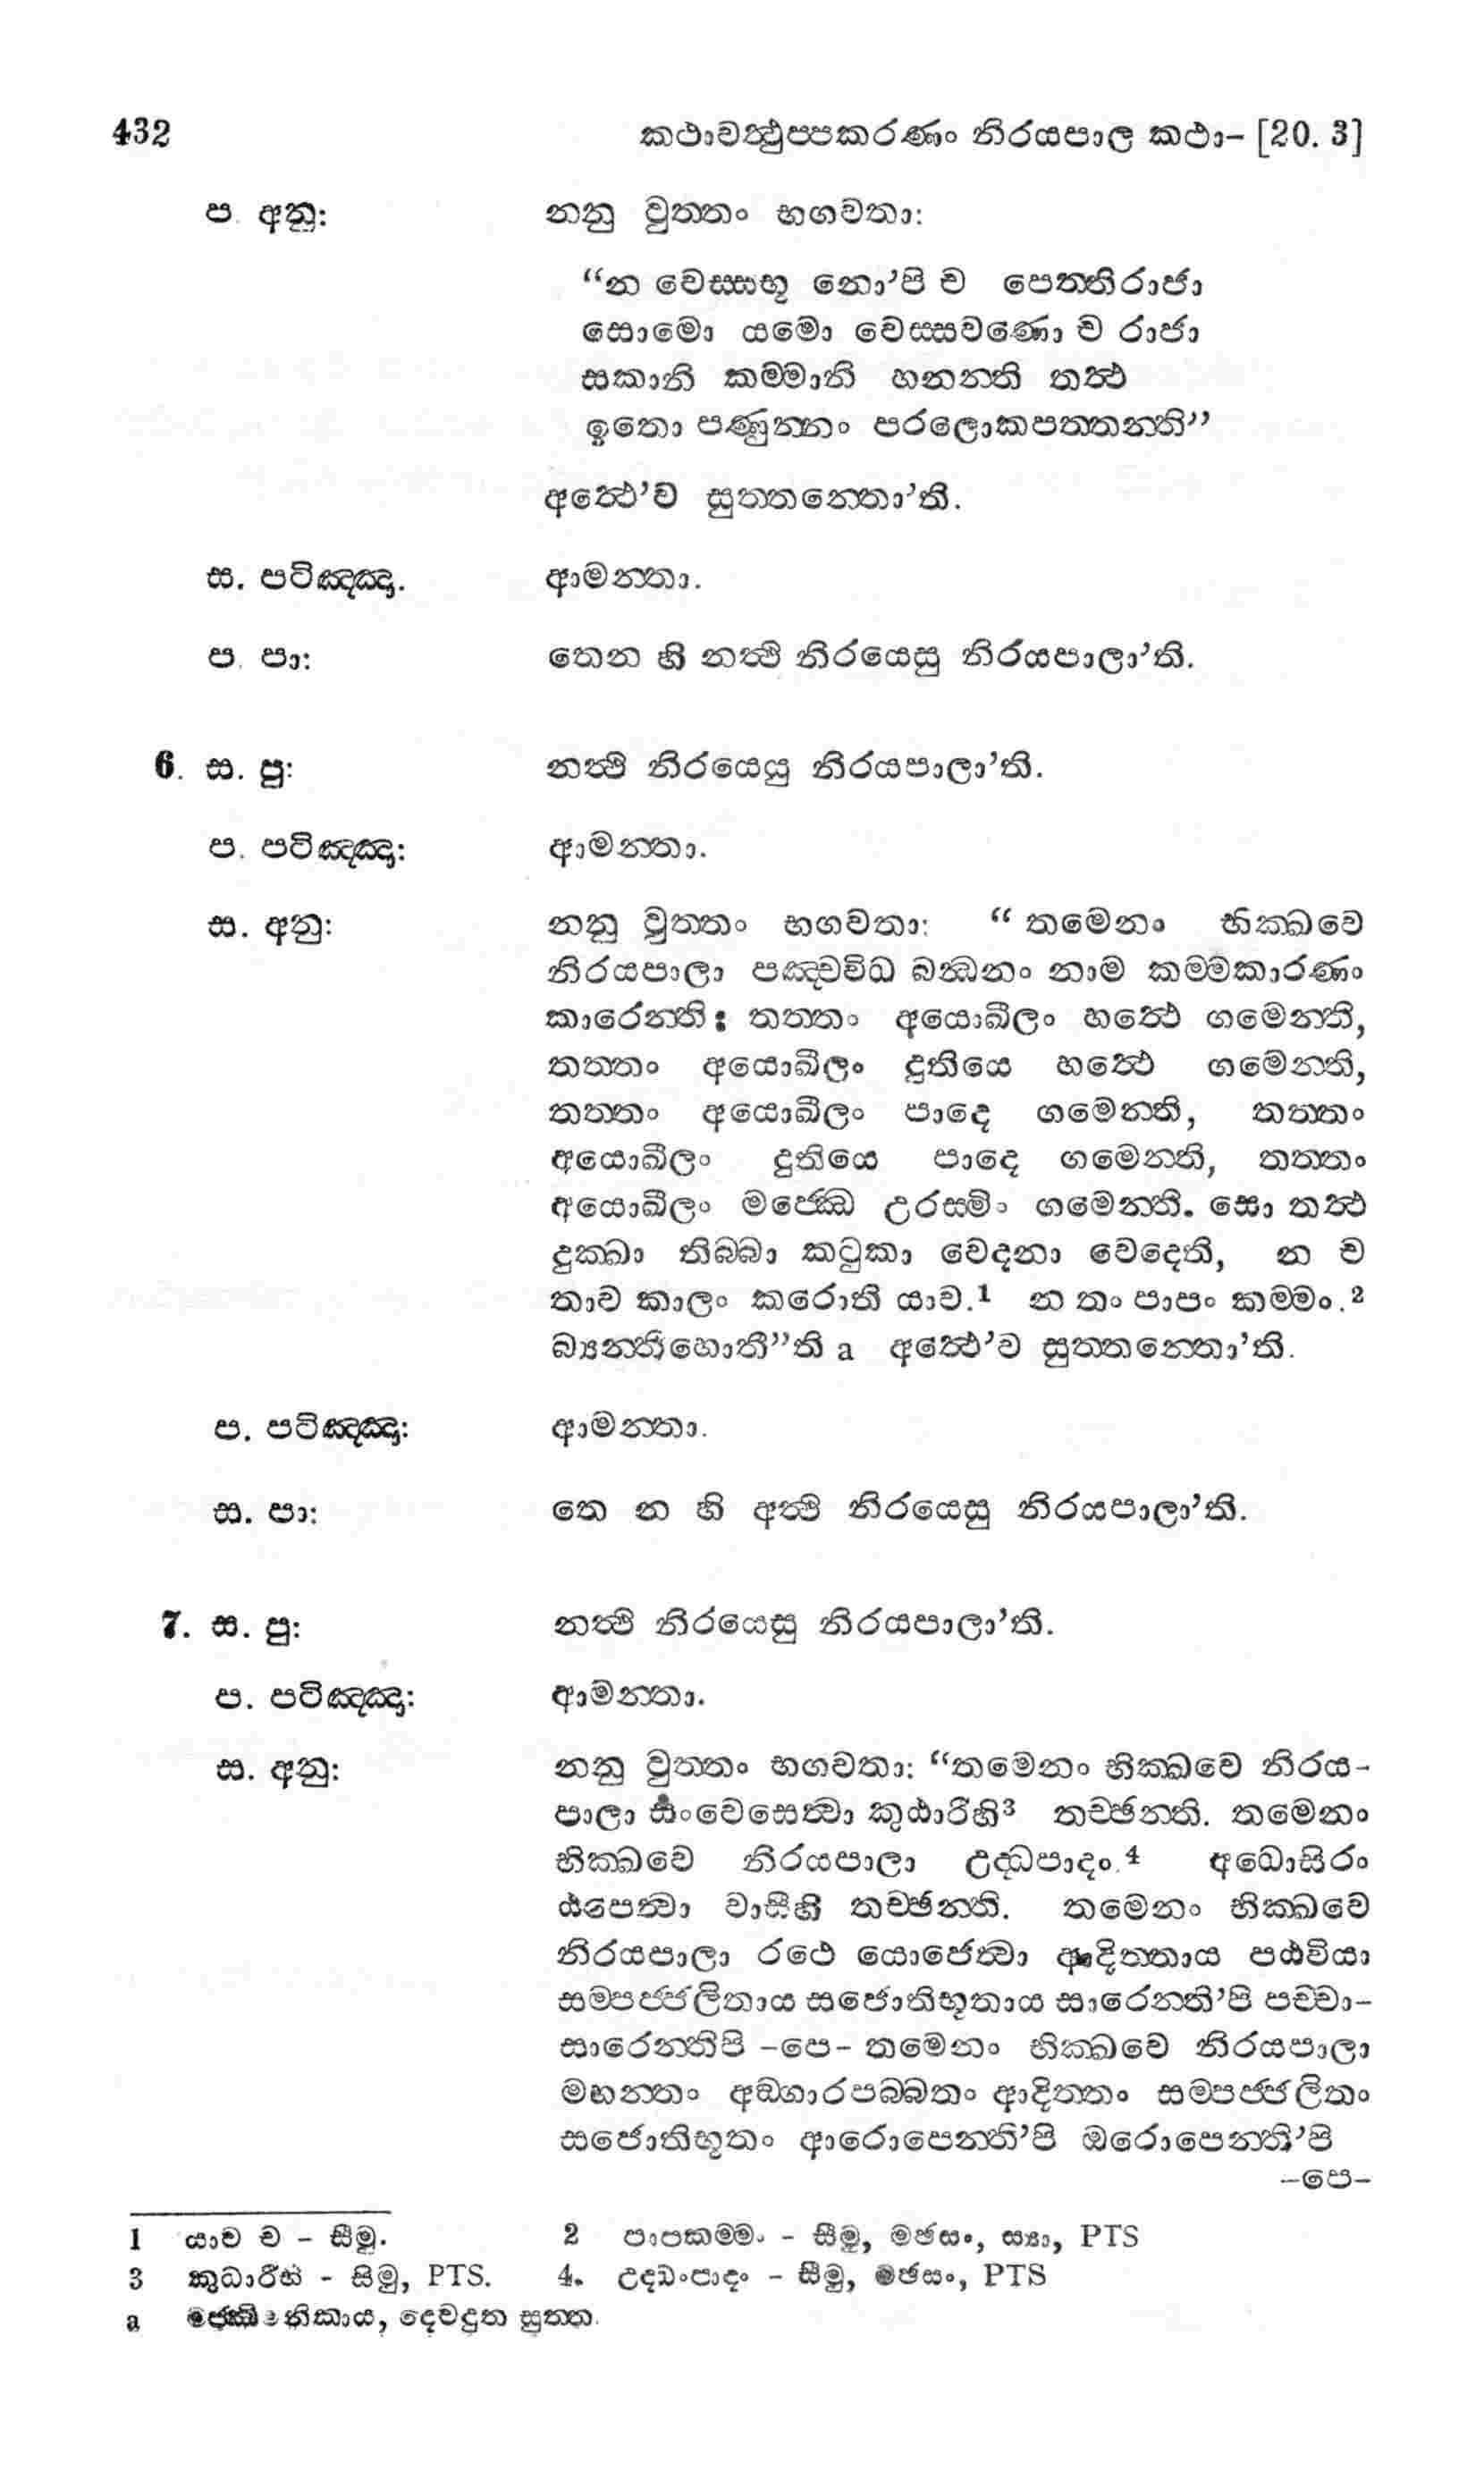 432 කථාවත්‍ථුප්පකරණං නිරයපාල කථා- [20. 3]
ප. අනු: නනු වුත්තං භගවතා:
“න වෙස්සභූ නො’පි ච පෙත්තිරාජා
සොමො යමො වෙස්සවණො ච රාජා
සකානි කම්මානි හනන්ති තත්‍ථ
ඉතො පණුන්නං පරලොකපත්තන්ති”
අත්‍ථෙ’ව සුත්තන්තො’ති.
ස. පටිඤ්ඤා. ආමන්තා.
ප. පා: තෙන හි නත්‍ථි නිරයෙසු නිරයපාලා’ති.
6. ස. පු: නත්‍ථි නිරයෙයු නිරයපාලා’ති.
ප. පටිඤ්ඤා: ආමන්තා.
ස. අනු: නනු වුත්තං භගවතා: “ තමෙනං භික්ඛවෙ
නිරයපාලා පඤ්චවිධ බන්‍ධනං නාම කම්මකාරණං
කාරෙන්ති: තත්තං අයොඛීලං හත්‍ථෙ ගමෙන්ති,
තත්තං අයොඛීලං දුතියෙ හත්‍ථෙ ගමෙන්ති,
තත්තං අයොඛීලං පාදෙ ගමෙන්ති, තත්තං
අයොඛීලං දුතියෙ පාදෙ ගමෙන්ති, තත්තං
අයොඛීලං මජ්ඣෙ උරස්මිං ගමෙන්ති. සො තත්‍ථ
දුක්ඛා තිබ්බා කටුකා වෙදනා වෙදෙති, න ච
තාව කාලං කරොති යාව.1 න තං පාපං කම්මං.2
බ්‍යන්තිහොතී”ති a අත්‍ථෙ’ව සුත්තන්තො’ති.
ප. පටිඤ්ඤා: ආමන්තා.
ස. පා: තෙ න හි අත්‍ථි නිරයෙසු නිරයපාලා’ති.
7. ස. පු: නත්‍ථි නිරයෙසු නිරයපාලා’ති.
ප. පටිඤ්ඤා: ආමන්තා.
ස. අනු: නනු වුත්තං භගවතා: “තමෙනං භික්ඛවෙ නිරය-
පාලා සංවෙසෙත්‍වා කුඨාරීහි3 තච්ඡන්ති. තමෙනං
භික්ඛවෙ නිරයපාලා උද්ධපාදං.4 අධොසිරං
ඨපෙත්‍වා වාසීහි තච්ඡන්ති. තමෙනං භික්ඛවෙ
නිරයපාලා රථෙ යොජෙත්‍වා ආදිත්තාය පඨවියා
සම්පජ්ජලිතාය සජොතිභූතාය සාරෙන්ති’පි පච්චා-
සාරෙන්තිපි -පෙ- තමෙනං භික්ඛවෙ නිරයපාලා
මහන්තං අඞ්ගාරපබ්බතං ආදිත්තං සම්පජ්ජලිතං
සජොතිභූතං ආරොපෙන්ති’පි ඔරොපෙන්ති’පි
-පෙ-
1 යාව ච - සීමු. 2 පාපකම්මං - සීමු, මඡසං, ස්‍යා, PTS
3 කුධාරීභි - සිමු, PTS. 4. උද්ධංපාදං - සීමු, මඡසං, PTS
a මජ්ඣිම නිකාය, දෙවදුත සුත්ත.